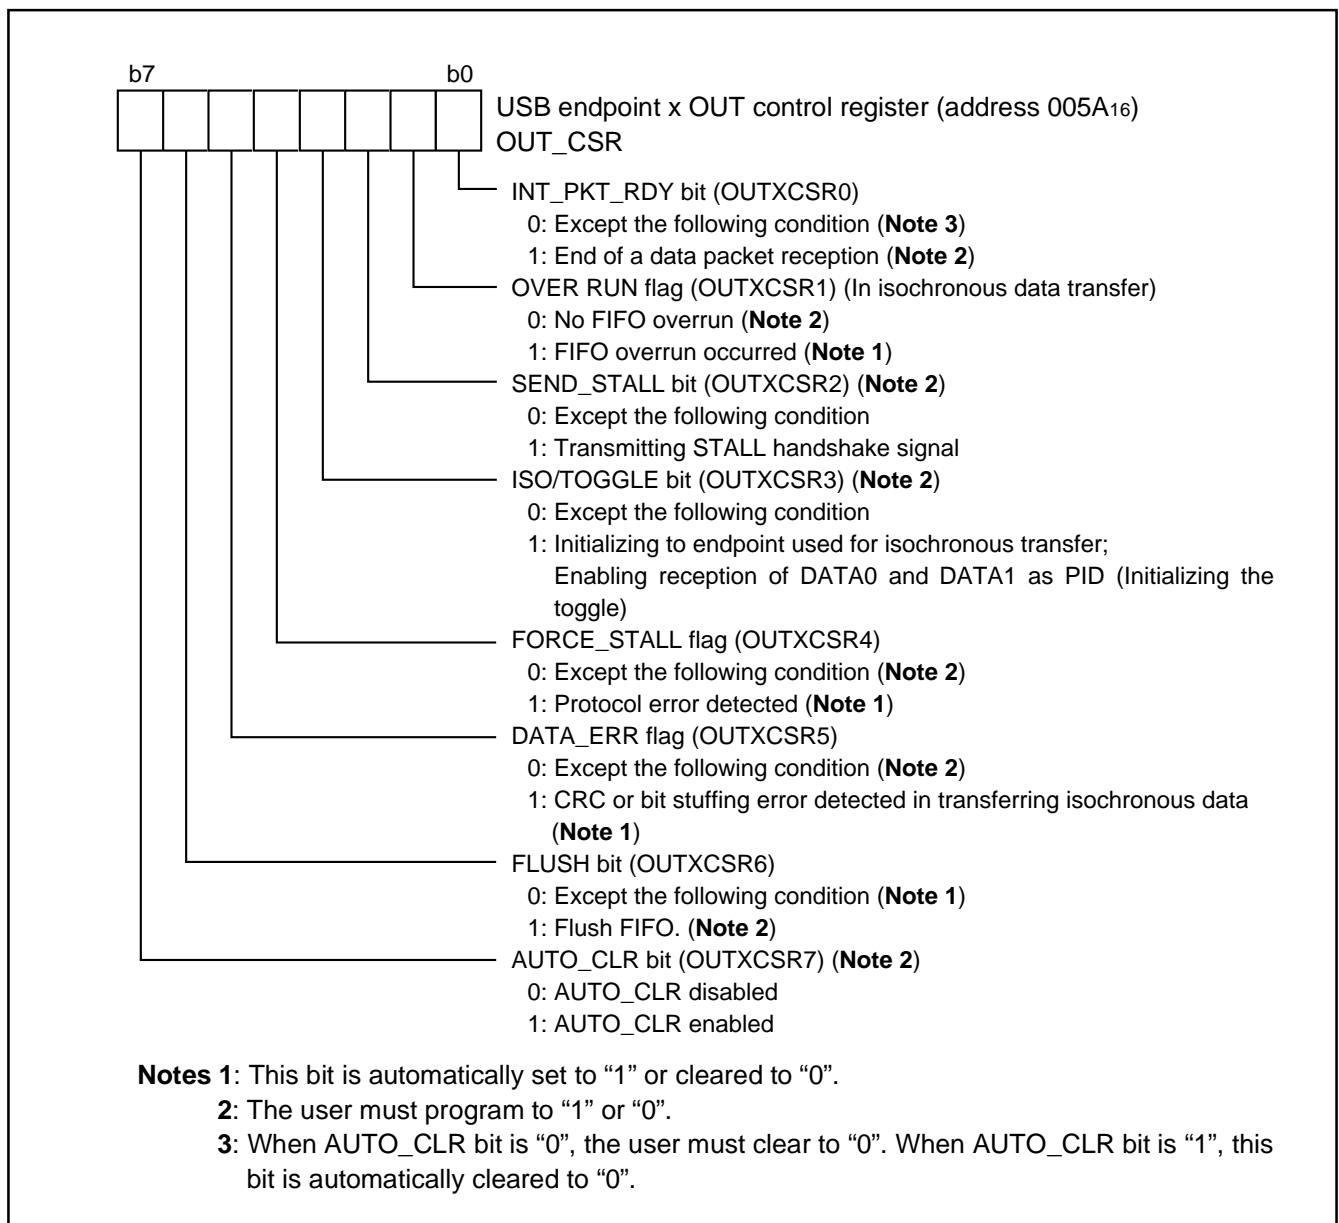 b7 b0
USB endpoint x OUT control register (address 005A16)
OUT_CSR
INT_PKT_RDY bit (OUTXCSR0)
0: Except the following condition (Note 3)
1: End of a data packet reception (Note 2)
OVER RUN flag (OUTXCSR1) (In isochronous data transfer)
0: No FIFO overrun (Note 2)
1: FIFO overrun occurred (Note 1)
SEND_STALL bit (OUTXCSR2) (Note 2)
0: Except the following condition
1: Transmitting STALL handshake signal
ISO/TOGGLE bit (OUTXCSR3) (Note 2)
0: Except the following condition
1: Initializing to endpoint used for isochronous transfer;
Enabling reception of DATA0 and DATA1 as PID (Initializing the
toggle)
FORCE_STALL flag (OUTXCSR4)
0: Except the following condition (Note 2)
1: Protocol error detected (Note 1)
DATA_ERR flag (OUTXCSR5)
0: Except the following condition (Note 2)
1: CRC or bit stuffing error detected in transferring isochronous data
(Note 1)
FLUSH bit (OUTXCSR6)
0: Except the following condition (Note 1)
1: Flush FIFO. (Note 2)
AUTO_CLR bit (OUTXCSR7) (Note 2)
0: AUTO_CLR disabled
1: AUTO_CLR enabled
Notes 1: This bit is automatically set to “1” or cleared to “0”.
2: The user must program to “1” or “0”.
3: When AUTO_CLR bit is “0”, the user must clear to “0”. When AUTO_CLR bit is “1”, this
bit is automatically cleared to “0”.